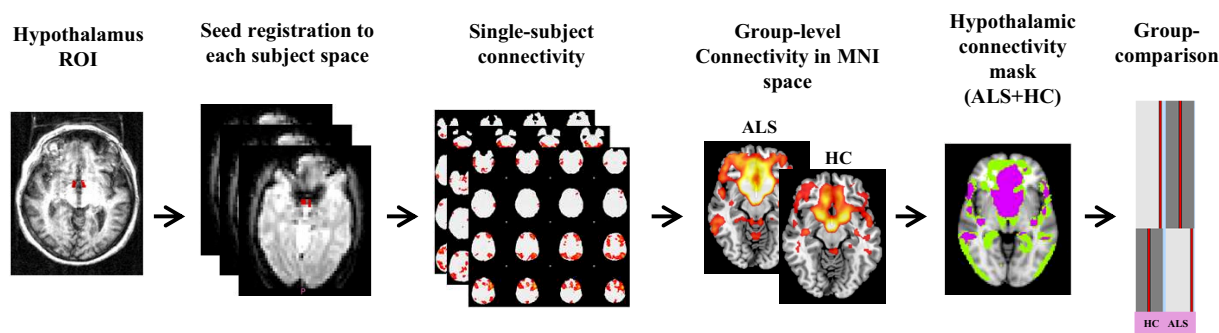 Hypothalamus
ROI
Seed registration to
each subject space
Single-subject
connectivity
Group-level
Connectivity in MNI
space
Hypothalamic
connectivity
mask
(ALS+HC)
Group-
comparison
P
ALS
HC
HC ALS